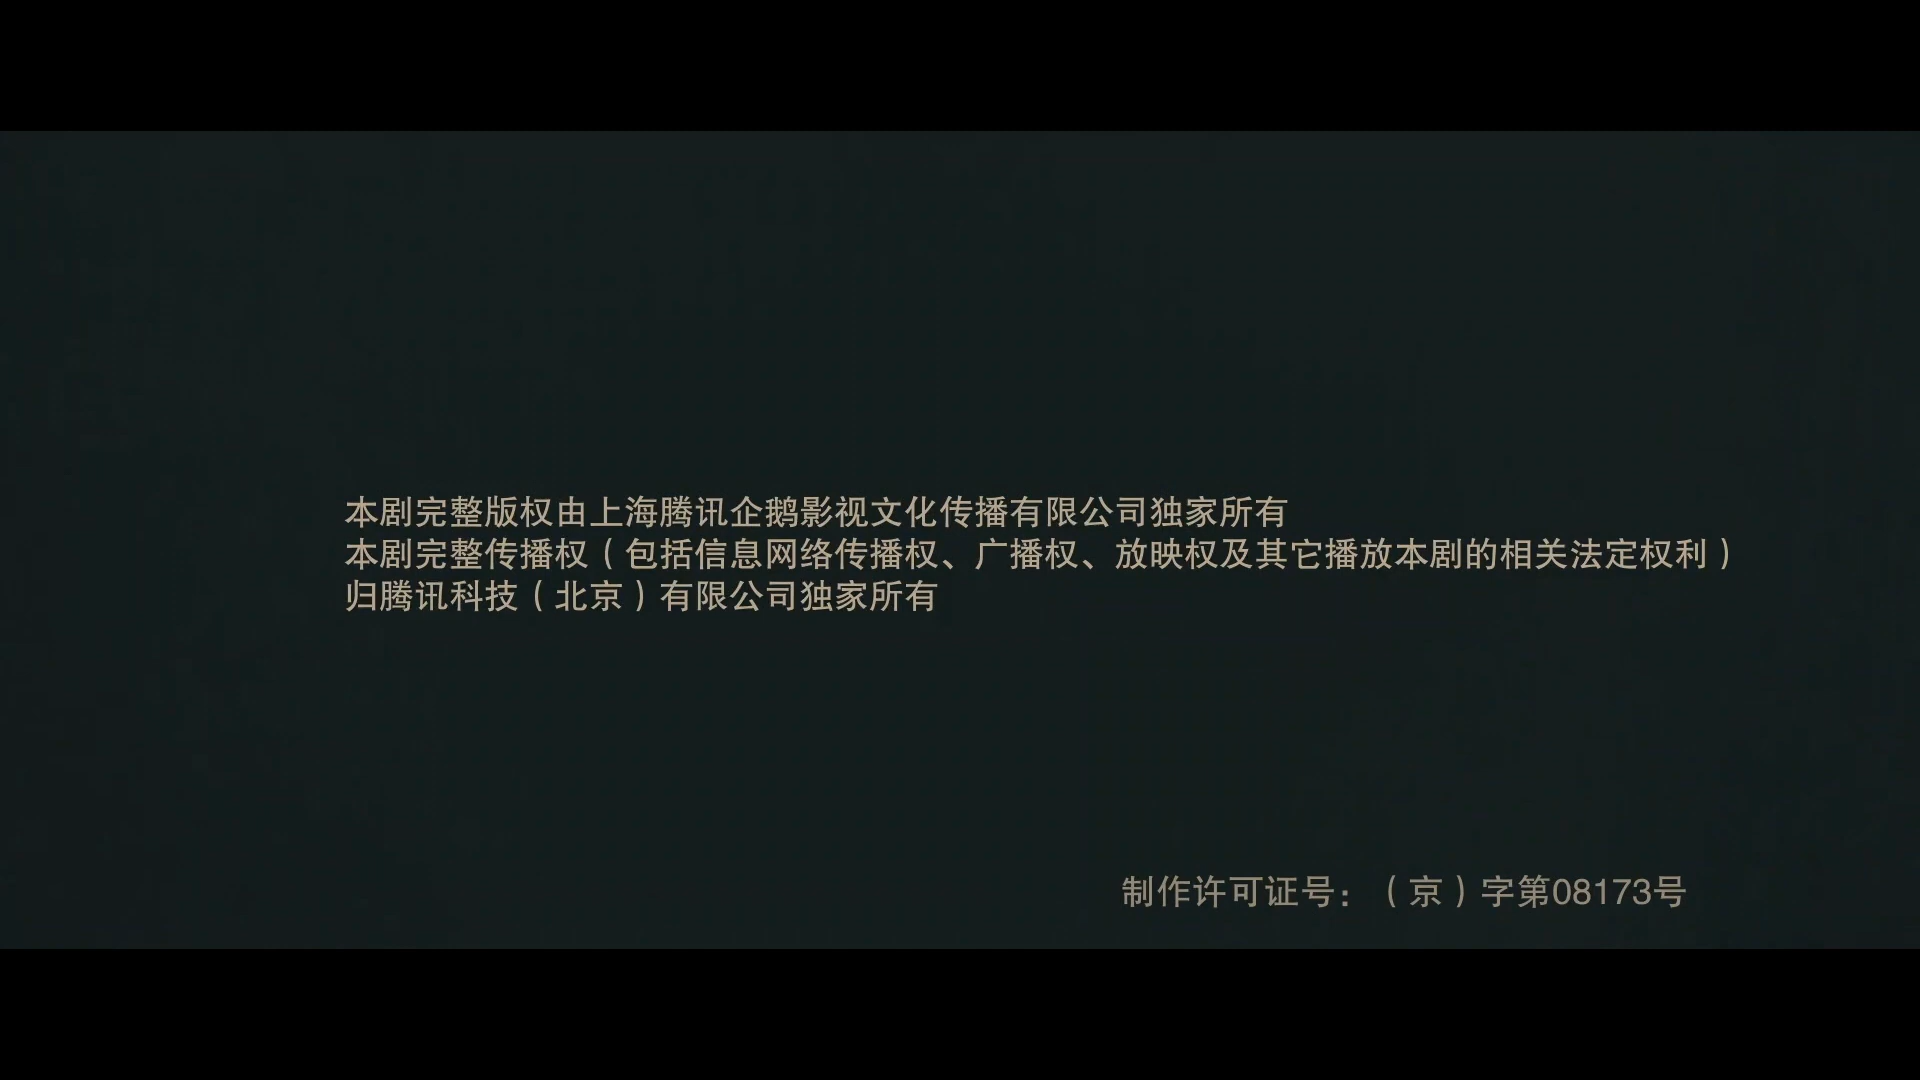 本剧完整版权由上海腾讯企鹅影视文化传播有限公司独家所有
本剧完整传播权（包括信息网络传播权、广播权、放映权及其它播放本剧的相关法定权利）
归腾讯科技（北京）有限公司独家所有
制作许可证号：（京）字第08173号